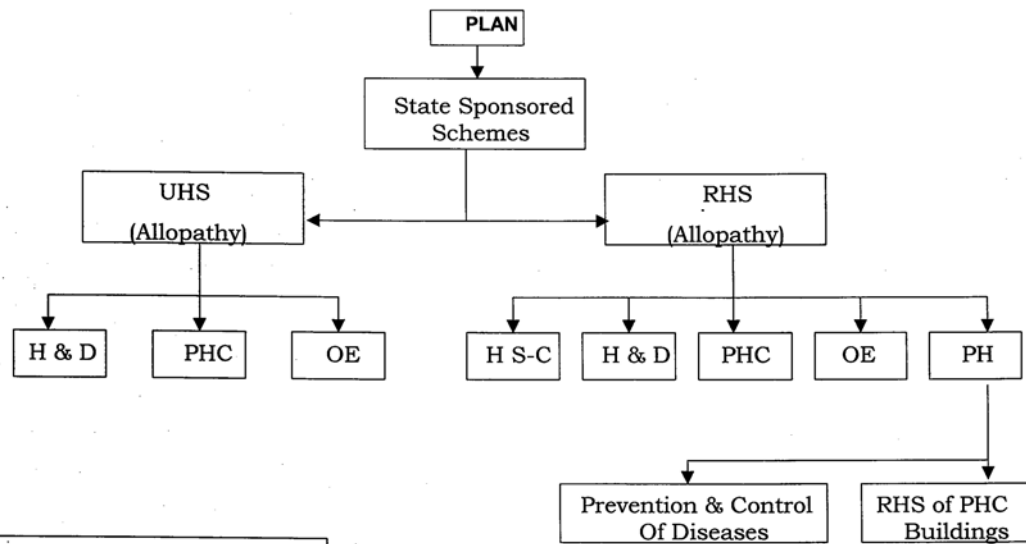 PLAN
State Sponsored
Schemes
UHS
(Allopathy)
RHS
(Allopathy)
H & D
PHC
OE
H S-C
H & D
PHC
OE
PH
Prevention & Control
Of Diseases
RHS of PHC
Buildings